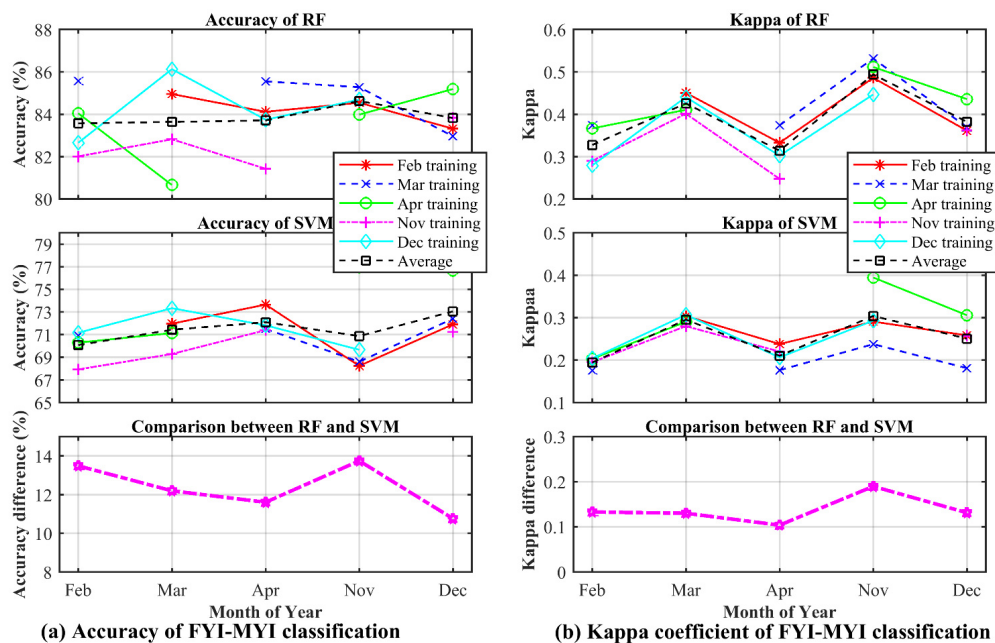 Accuracy of RF
Accuracy (%)
88
86
84
82
80
Feb training
Mar training
Apr training
Nov training
Dec training
Average
Accuracy of SVM
Accuracy (%)
79
77
75
73
71
69
67
65
Comparison between RF and SVM
Accuracy difference (%)
14
12
10
8
Feb
Mar
Apr
Nov
Dec
Month of Year
(a) Accuracy of FYI-MYI classification
Kappa of RF
Kappa
0.6
0.5
0.4
0.3
0.2
Feb training
Mar training
Apr training
Nov training
Dec training
Average
Kappa of SVM
Kappaa
0.5
0.4
0.3
0.2
0.1
Comparison between RF and SVM
Kappa difference
0.3
0.2
0.1
0
Feb
Mar
Apr
Nov
Dec
Month of Year
(b) Kappa coefficient of FYI-MYI classification